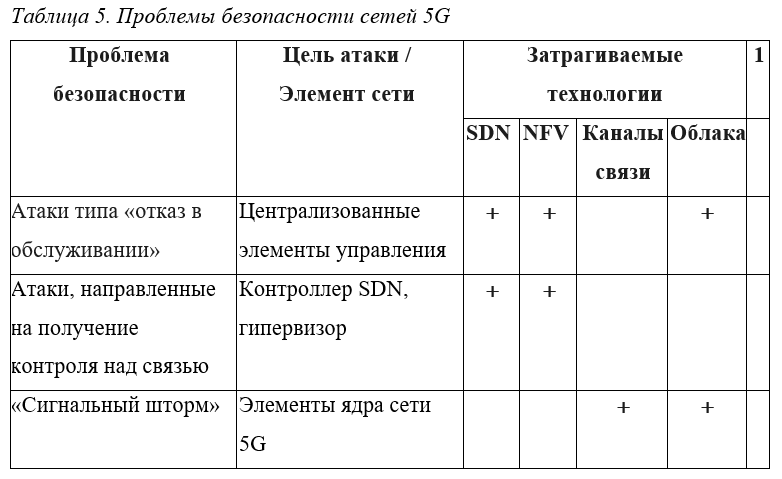 Таблица 5. Проблемы безопасности сетей 5G
Проблема безопасности
Цель атаки / Элемент сети
Затрагиваемые технологии
1
SDN
NFV
Каналы связи
Облака
Атаки типа «отказ в обслуживании»
Централизованные элементы управления
+ + +
Атаки, направленные на получение контроля над связью
Контроллер SDN, гипервизор
+ +
«Сигнальный шторм»
Элементы ядра сети 5G
+ +